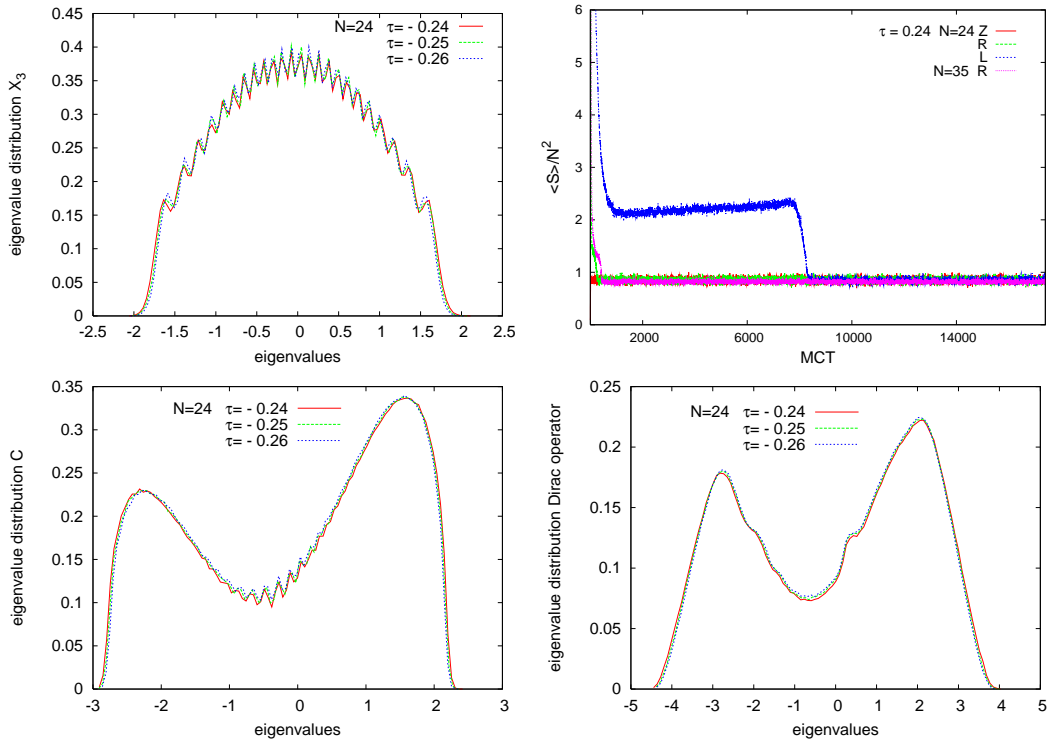 N=24 τ= - 0.24
τ= - 0.25
τ= - 0.26
eigenvalue distribution X₃
0.45
0.4
0.35
0.3
0.25
0.2
0.15
0.1
0.05
0
-2.5 -2 -1.5 -1 -0.5 0 0.5 1 1.5 2 2.5
eigenvalues
τ = 0.24 N=24 Z
R
L
N=35 R
<S>/N²
6
5
4
3
2
1
0
2000 6000 10000 14000
MCT
N=24 τ= - 0.24
τ= - 0.25
τ= - 0.26
eigenvalue distribution C
0.35
0.3
0.25
0.2
0.15
0.1
0.05
0
-3 -2 -1 0 1 2 3
eigenvalues
N=24 τ= - 0.24
τ= - 0.25
τ= - 0.26
eigenvalue distribution Dirac operator
0.25
0.2
0.15
0.1
0.05
0
-5 -4 -3 -2 -1 0 1 2 3 4 5
eigenvalues